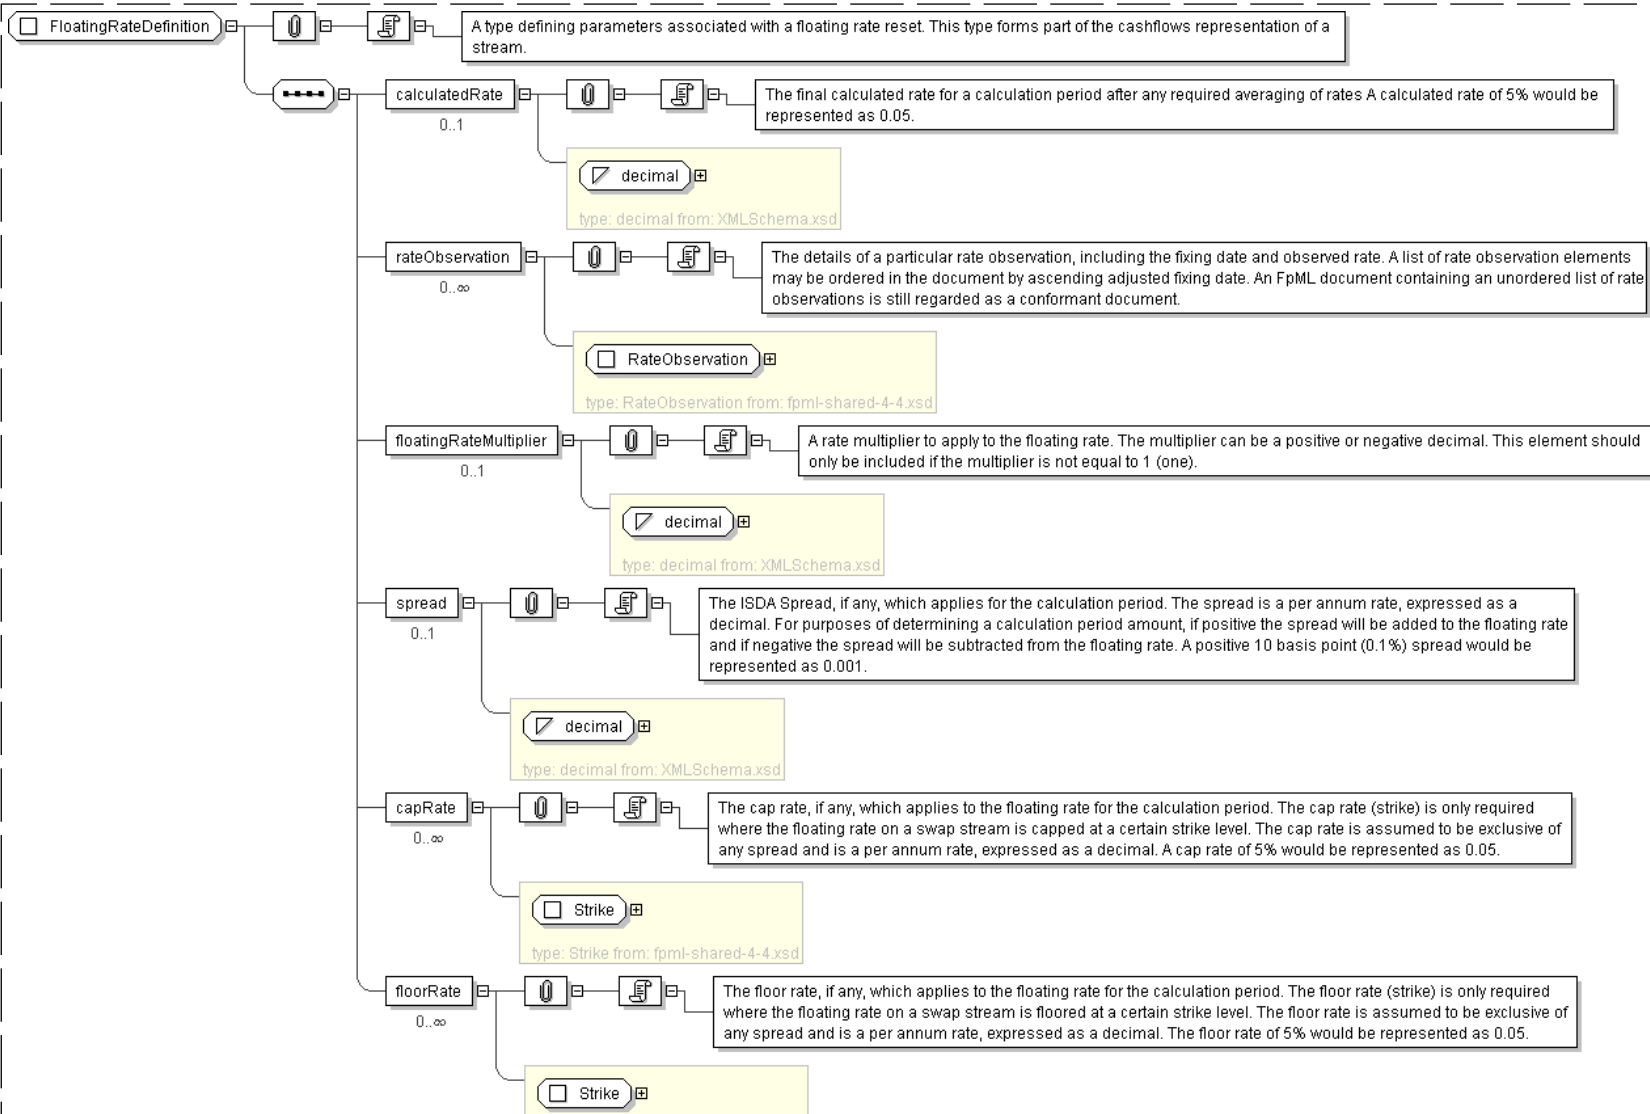 FloatingRateDefinition
A type defining parameters associated with a floating rate reset. This type forms part of the cashflows representation of a
stream.
calculatedRate
0..1
The final calculated rate for a calculation period after any required averaging of rates A calculated rate of 5% would be
represented as 0.05.
decimal
type: decimal from: XMLSchema.xsd
rateObservation
0..∞
The details of a particular rate observation, including the fixing date and observed rate. A list of rate observation elements
may be ordered in the document by ascending adjusted fixing date. An FpML document containing an unordered list of rate
observations is still regarded as a conformant document.
RateObservation
type: RateObservation from: fpml-shared-4-4.xsd
floatingRateMultiplier
0..1
A rate multiplier to apply to the floating rate. The multiplier can be a positive or negative decimal. This element should
only be included if the multiplier is not equal to 1 (one).
decimal
type: decimal from: XMLSchema.xsd
spread
0..1
The ISDA Spread, if any, which applies for the calculation period. The spread is a per annum rate, expressed as a
decimal. For purposes of determining a calculation period amount, if positive the spread will be added to the floating rate
and if negative the spread will be subtracted from the floating rate. A positive 10 basis point (0.1%) spread would be
represented as 0.001.
decimal
type: decimal from: XMLSchema.xsd
capRate
0..∞
The cap rate, if any, which applies to the floating rate for the calculation period. The cap rate (strike) is only required
where the floating rate on a swap stream is capped at a certain strike level. The cap rate is assumed to be exclusive of
any spread and is a per annum rate, expressed as a decimal. A cap rate of 5% would be represented as 0.05.
Strike
type: Strike from: fpml-shared-4-4.xsd
floorRate
0..∞
The floor rate, if any, which applies to the floating rate for the calculation period. The floor rate (strike) is only required
where the floating rate on a swap stream is floored at a certain strike level. The floor rate is assumed to be exclusive of
any spread and is a per annum rate, expressed as a decimal. The floor rate of 5% would be represented as 0.05.
Strike